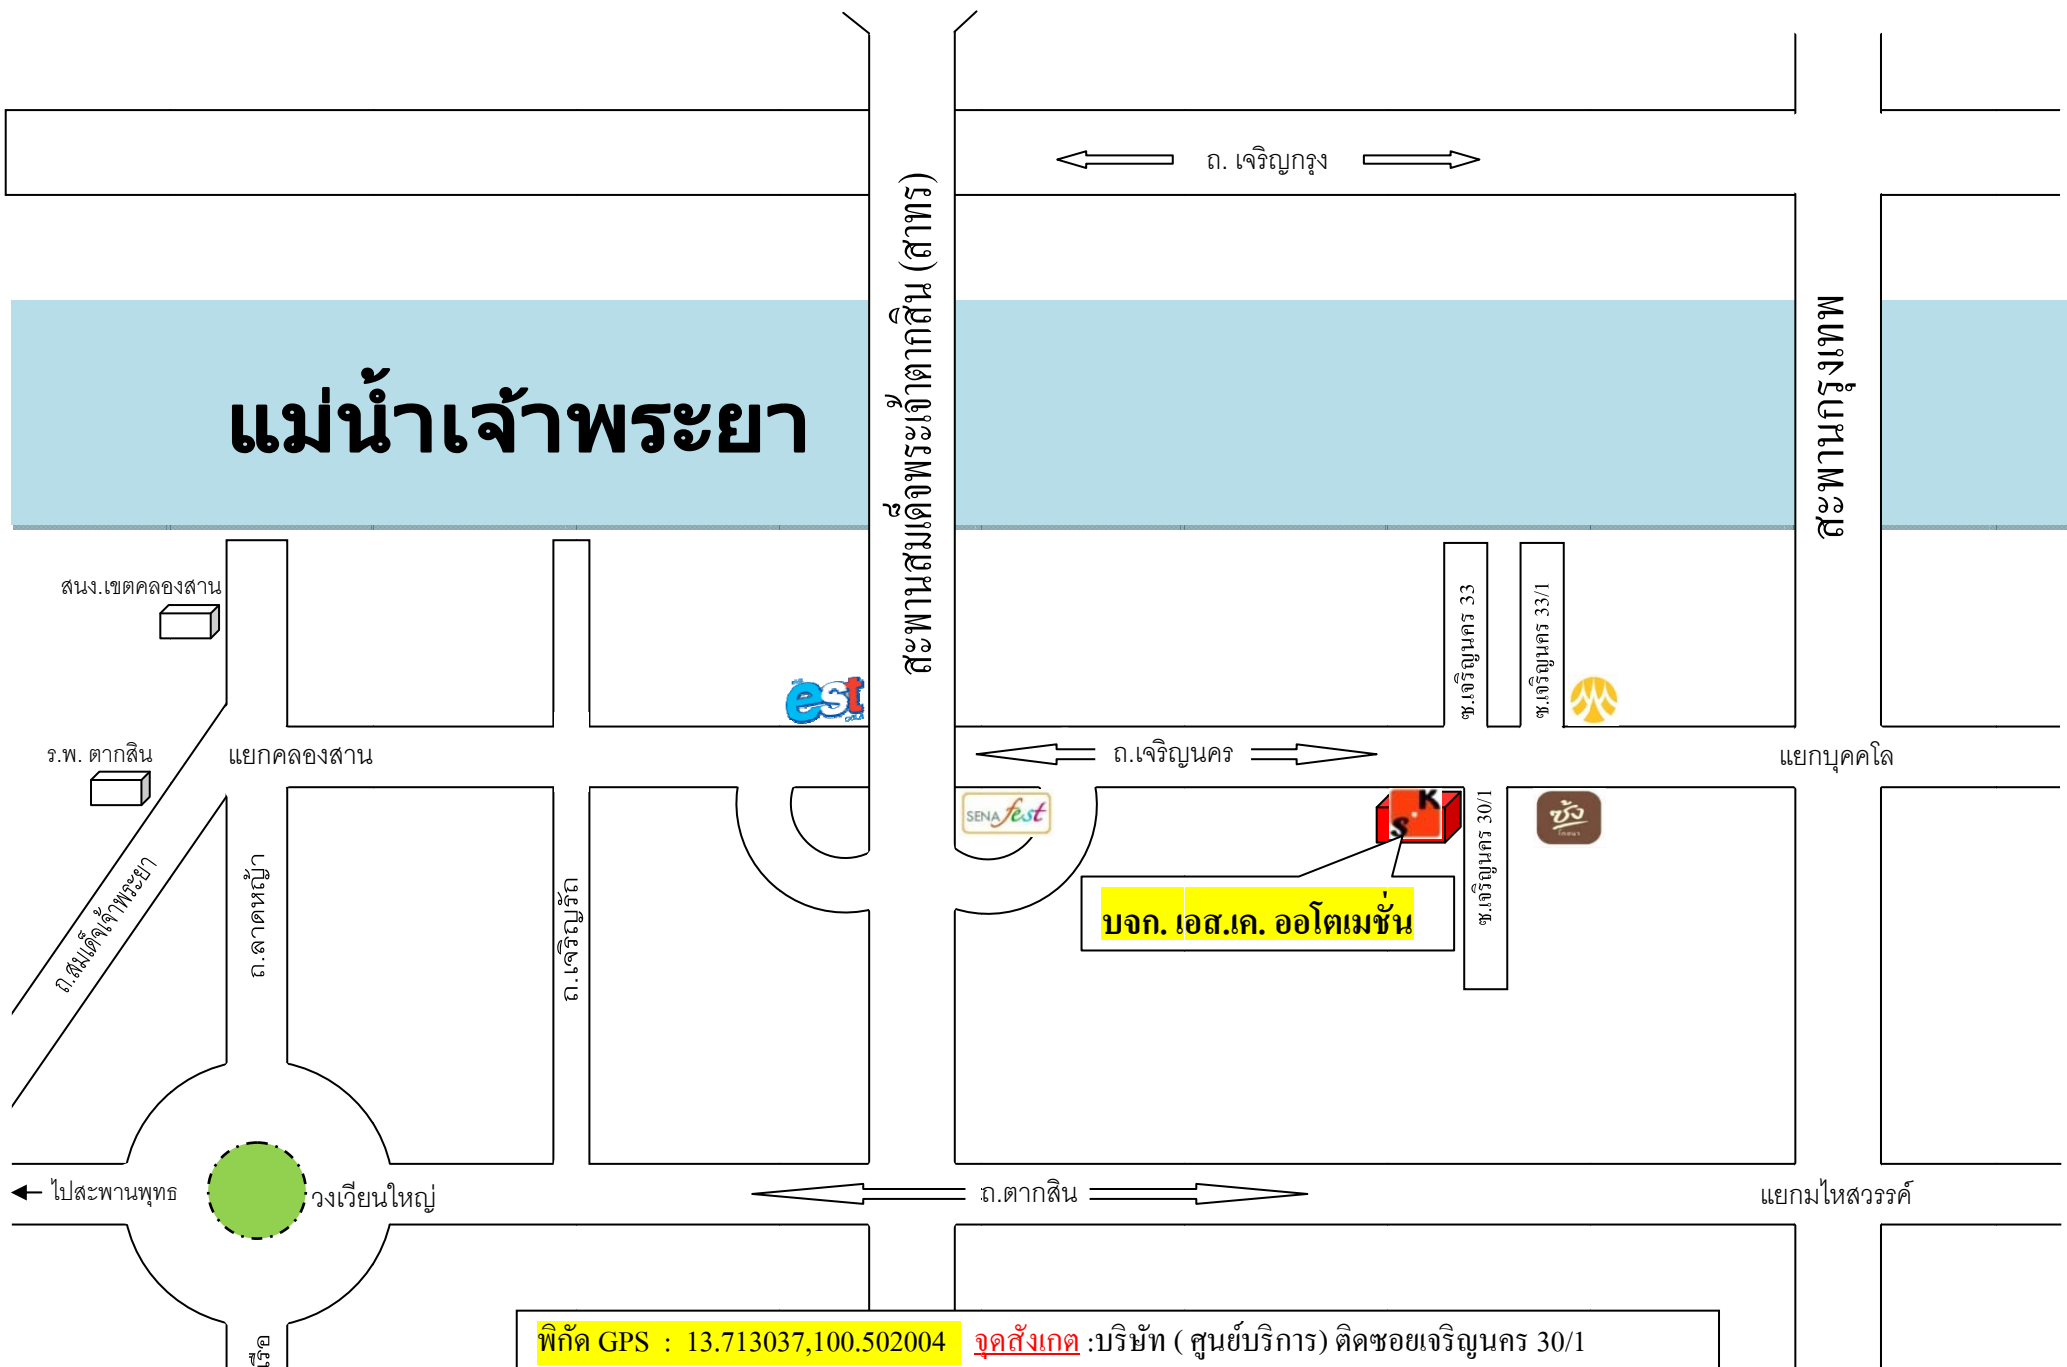 ถ. เจริญกรุง
สะพานสมเด็จพระเจ้าตากสิน (สาทร)
สะพานกรุงเทพ
แม่น้ำเจ้าพระยา
สนง.เขตคลองสาน
ซ.เจริญนคร 33
ซ.เจริญนคร 33/1
est
ร.พ. ตากสิน
แยกคลองสาน
ถ.เจริญนคร
แยกบุคคโล
SENA fest
K
S
ซ.เจริญนคร 30/1
ซั้ง
ถ.สมเด็จเจ้าพระยา
ถ.ลาดหญ้า
ถ.เจริญรัถ
บจก. เอส.เค. ออโตเมชั่น
ไปสะพานพุทธ
วงเวียนใหญ่
ถ.ตากสิน
แยกมไหสวรรค์
พิกัด GPS : 13.713037,100.502004 จุดสังเกต :บริษัท ( ศูนย์บริการ) ติดซอยเจริญนคร 30/1